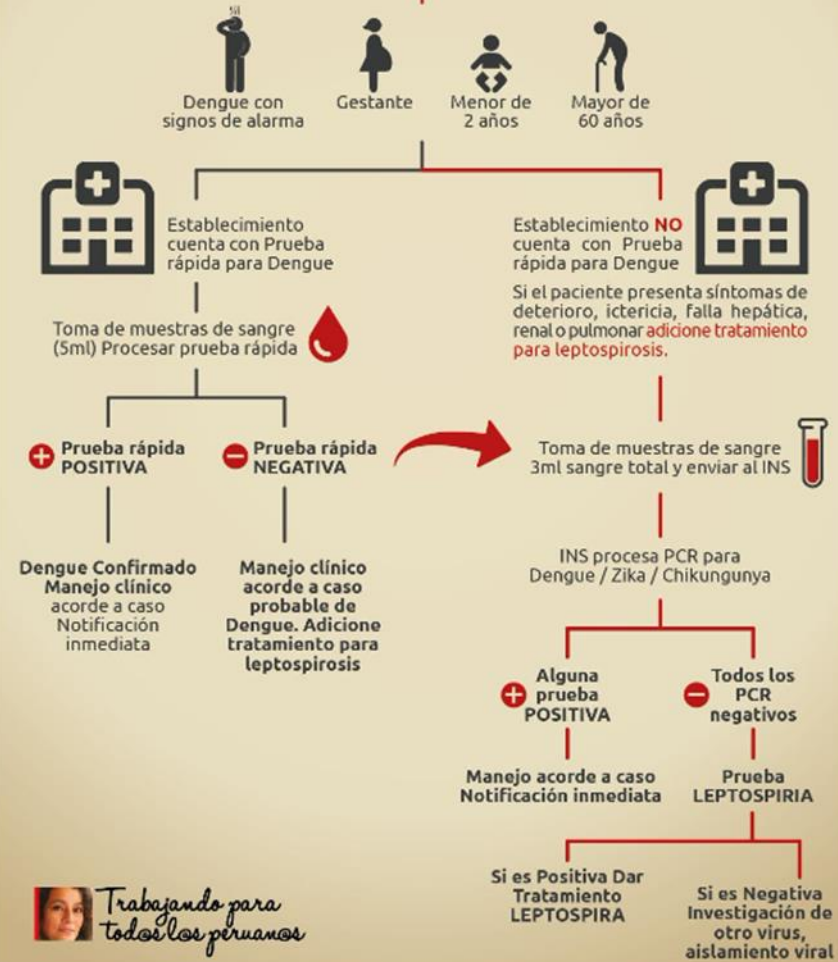 Dengue con
signos de alarma
Gestante
Menor de
2 años
Mayor de
60 años
Establecimiento
cuenta con Prueba
rápida para Dengue
Toma de muestras de sangre
(5ml) Procesar prueba rápida
Prueba rápida
POSITIVA
Prueba rápida
NEGATIVA
Dengue Confirmado
Manejo clínico
acorde a caso
Notificación
inmediata
Manejo clínico
acorde a caso
probable de
Dengue. Adicione
tratamiento para
leptospirosis
Establecimiento NO
cuenta con Prueba
rápida para Dengue
Si el paciente presenta síntomas de
deterioro, ictericia, falla hepática,
renal o pulmonar adicione tratamiento
para leptospirosis.
Toma de muestras de sangre
3ml sangre total y enviar al INS
INS procesa PCR para
Dengue / Zika / Chikungunya
Alguna
prueba
POSITIVA
Todos los
PCR
negativos
Manejo acorde a caso
Notificación inmediata
Prueba
LEPTOSPIRIA
Si es Positiva Dar
Tratamiento
LEPTOSPIRA
Si es Negativa
Investigación de
otro virus,
aislamiento viral
Trabajando para
tod@s los peruan@s